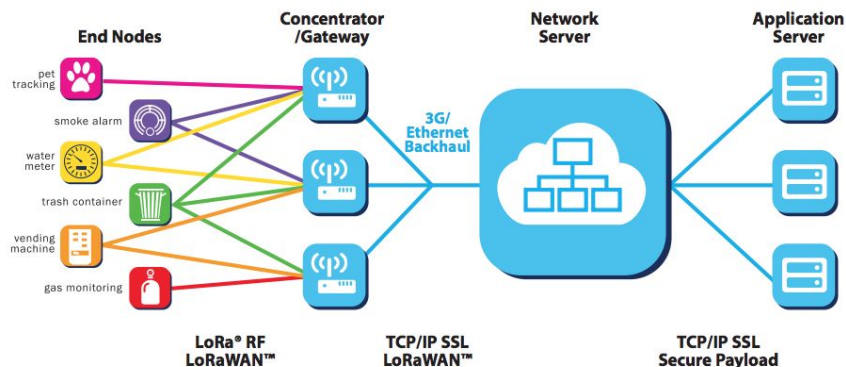 End Nodes
Concentrator
/Gateway
Network
Server
Application
Server
pet
tracking
smoke alarm
water
meter
trash container
vending
machine
gas monitoring
3G/
Ethernet
Backhaul
LoRa® RF
LoRaWAN™
TCP/IP SSL
LoRaWAN™
TCP/IP SSL
Secure Payload